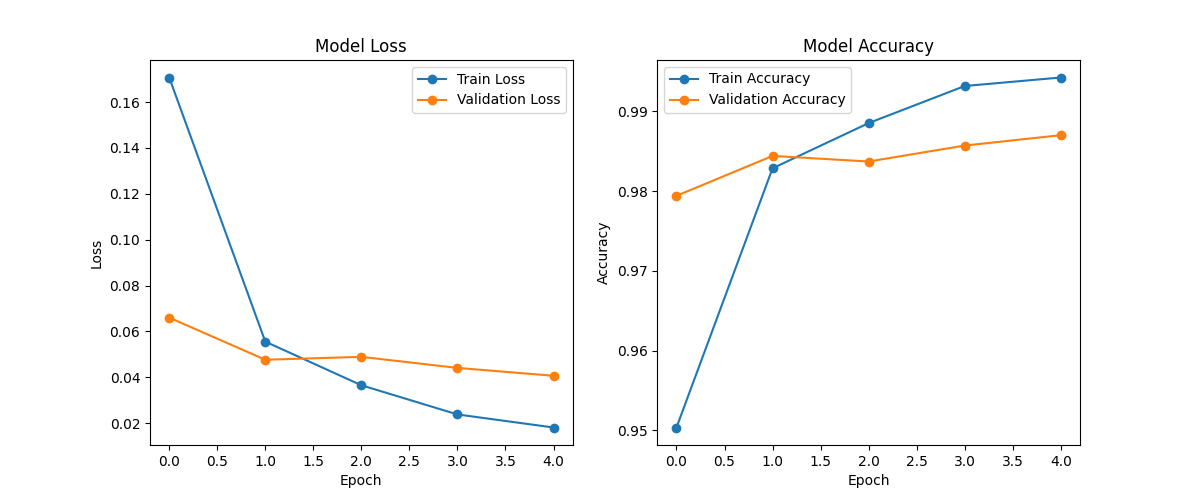 Model Loss
Train Loss
Validation Loss
0.16
0.14
0.12
0.10
0.08
0.06
0.04
0.02
Loss
0.0 0.5 1.0 1.5 2.0 2.5 3.0 3.5 4.0
Epoch
Model Accuracy
Train Accuracy
Validation Accuracy
0.99
0.98
0.97
0.96
0.95
Accuracy
0.0 0.5 1.0 1.5 2.0 2.5 3.0 3.5 4.0
Epoch